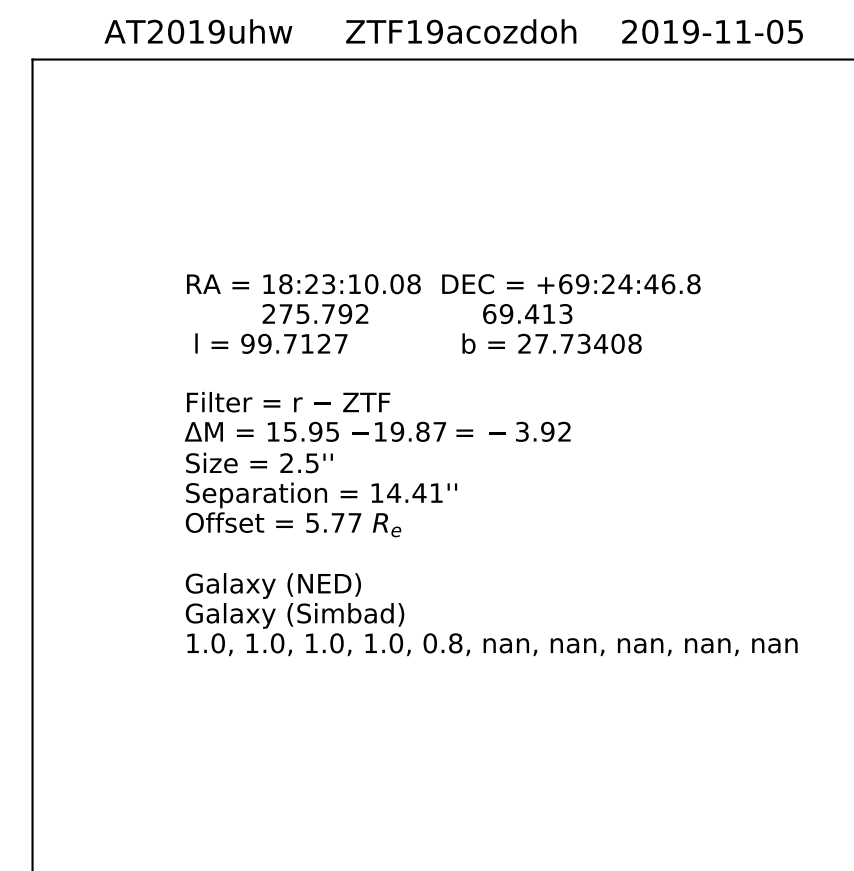 AT2019uhw ZTF19acozdoh 2019-11-05
RA = 18:23:10.08 DEC = +69:24:46.8
275.792 69.413
l = 99.7127 b = 27.73408
Filter = r − ZTF
ΔM = 15.95 −19.87 = − 3.92
Size = 2.5''
Separation = 14.41''
Offset = 5.77 Re
Galaxy (NED)
Galaxy (Simbad)
1.0, 1.0, 1.0, 1.0, 0.8, nan, nan, nan, nan, nan